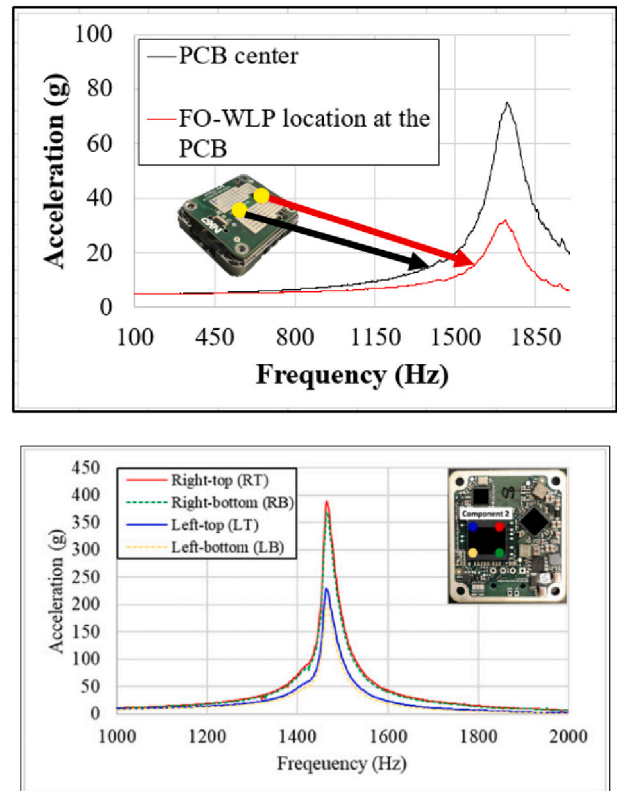 100
80
60
40
20
0
Acceleration (g)
PCB center
FO-WLP location at the
PCB
100 450 800 1150 1500 1850
Frequency (Hz)
450
400
350
300
250
200
150
100
50
0
Acceleration (g)
Right-top (RT)
Right-bottom (RB)
Left-top (LT)
Left-bottom (LB)
09
Component 2
1000 1200 1400 1600 1800 2000
Freqeuency (Hz)